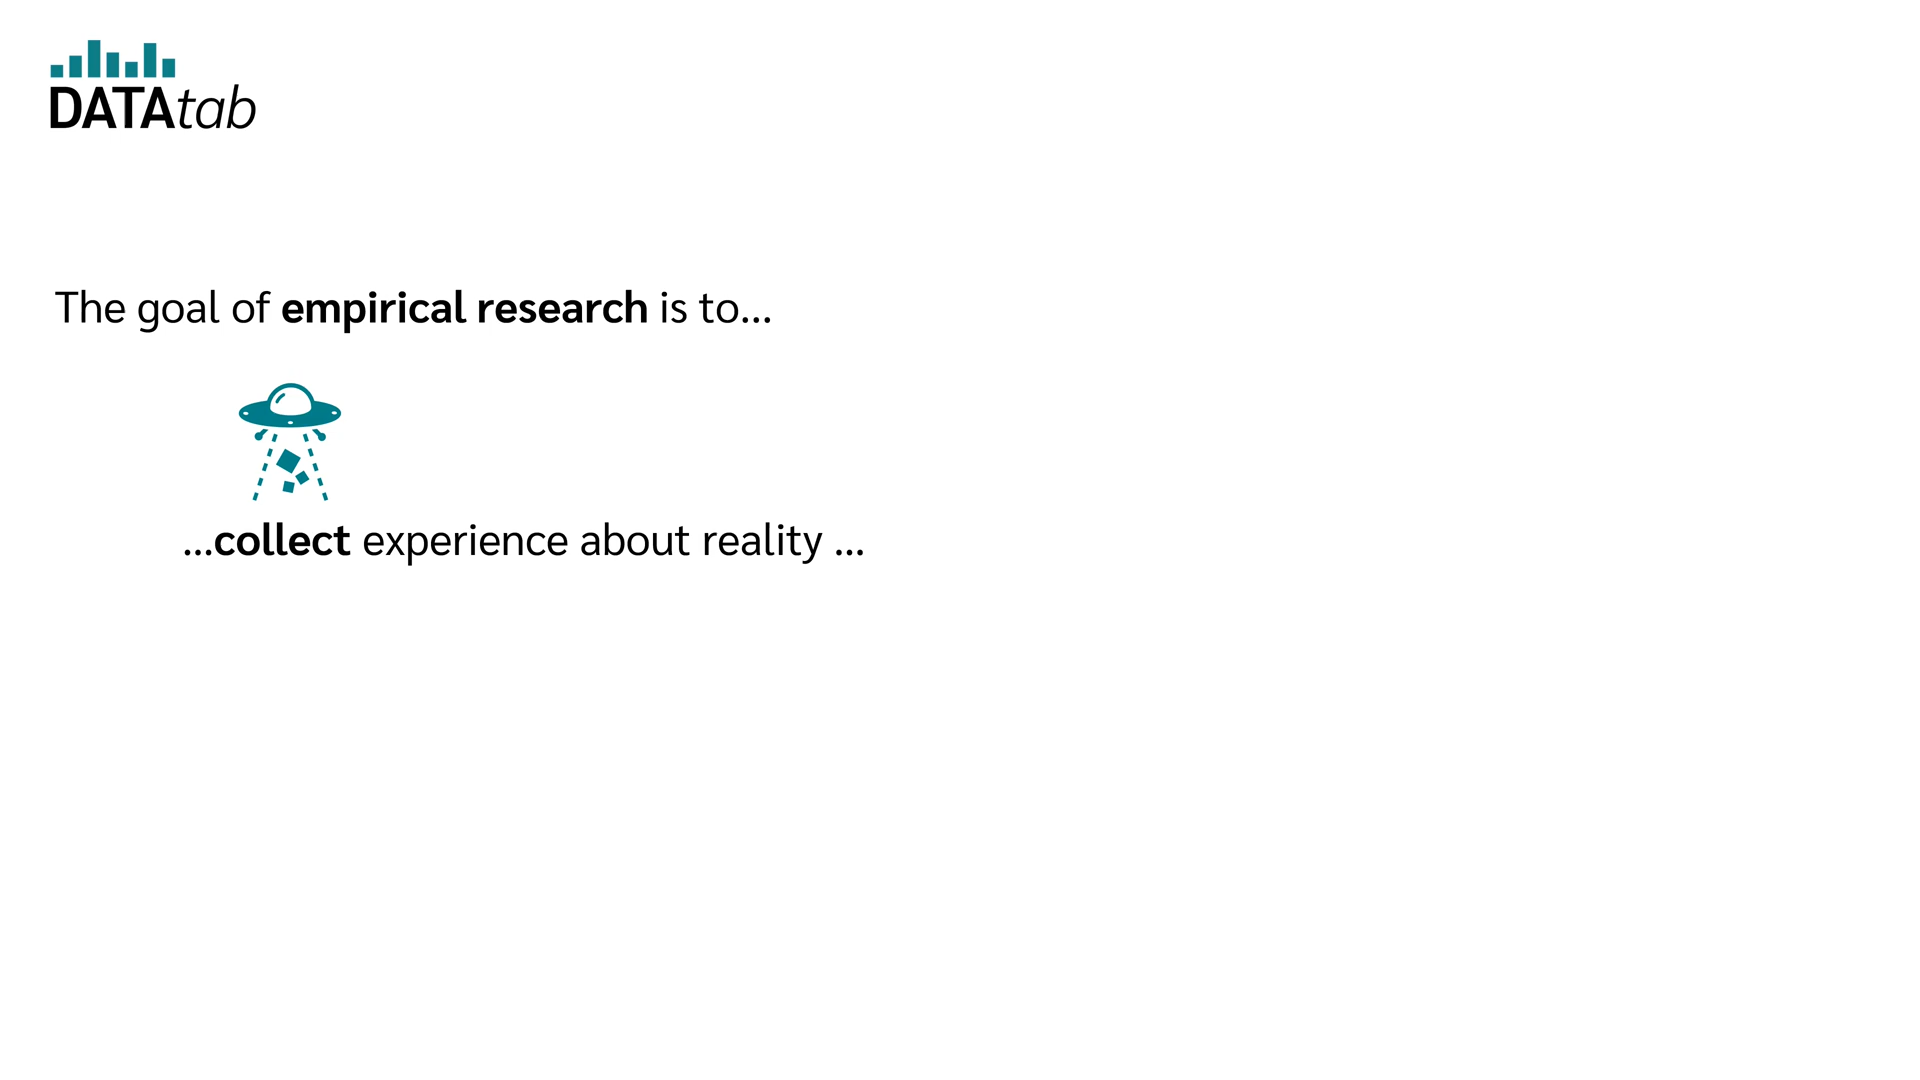 DATAtab
The goal of empirical research is to...
...collect experience about reality ...